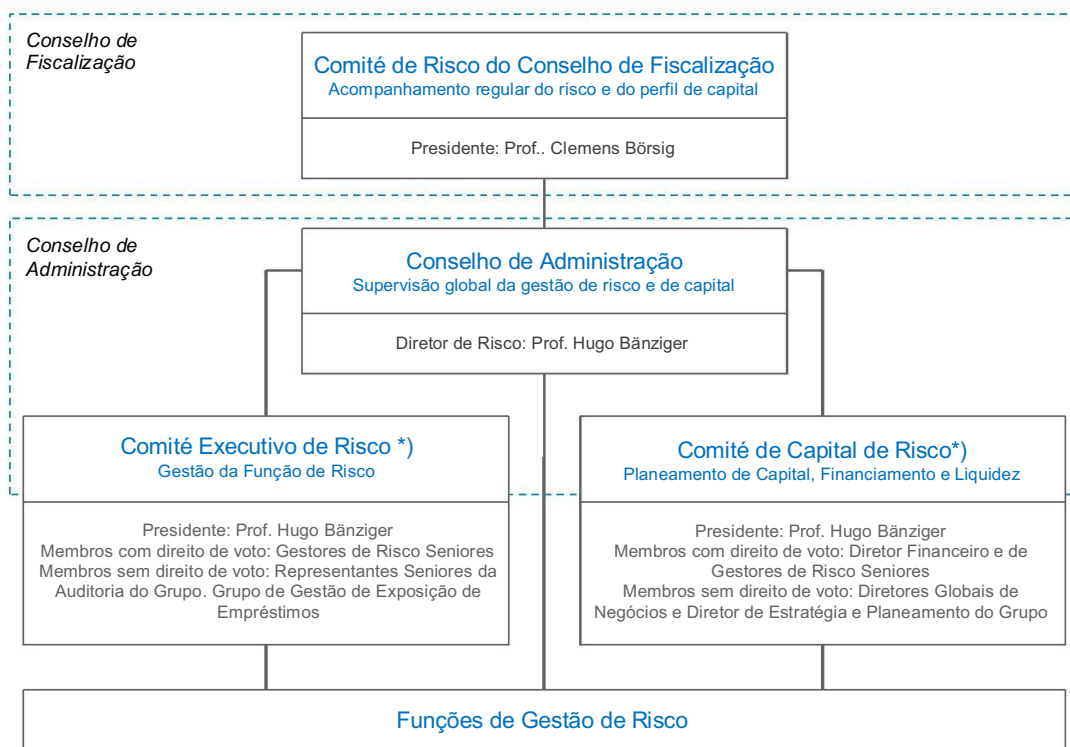 Conselho de
Fiscalização
Comité de Risco do Conselho de Fiscalização
Acompanhamento regular do risco e do perfil de capital
Presidente: Prof.. Clemens Börsig
Conselho de
Administração
Conselho de Administração
Supervisão global da gestão de risco e de capital
Diretor de Risco: Prof. Hugo Bänziger
Comité Executivo de Risco *)
Gestão da Função de Risco
Presidente: Prof. Hugo Bänziger
Membros com direito de voto: Gestores de Risco Seniores
Membros sem direito de voto: Representantes Seniores da
Auditoria do Grupo. Grupo de Gestão de Exposição de
Empréstimos
Comité de Capital de Risco*)
Planeamento de Capital, Financiamento e Liquidez
Presidente: Prof. Hugo Bänziger
Membros com direito de voto: Diretor Financeiro e de
Gestores de Risco Seniores
Membros sem direito de voto: Diretores Globais de
Negócios e Diretor de Estratégia e Planeamento do Grupo
Funções de Gestão de Risco